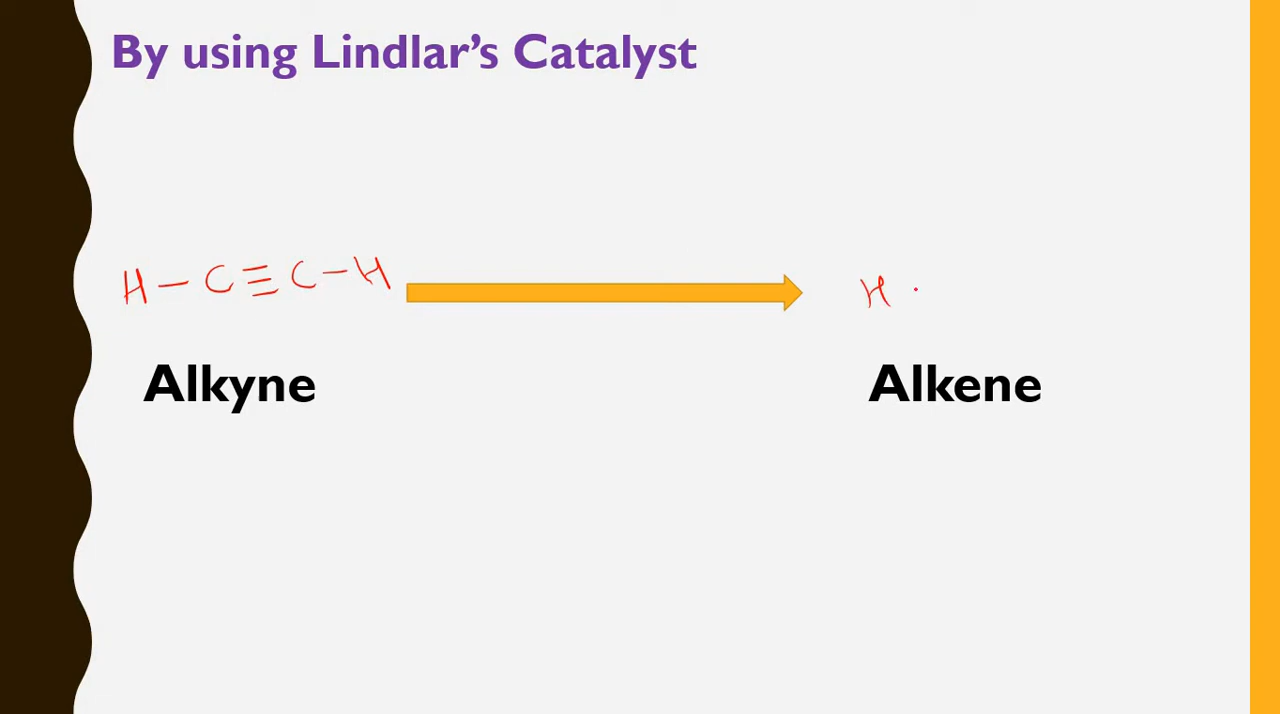 By using Lindlar's Catalyst
H – C ≡ C – H
H
Alkyne
Alkene